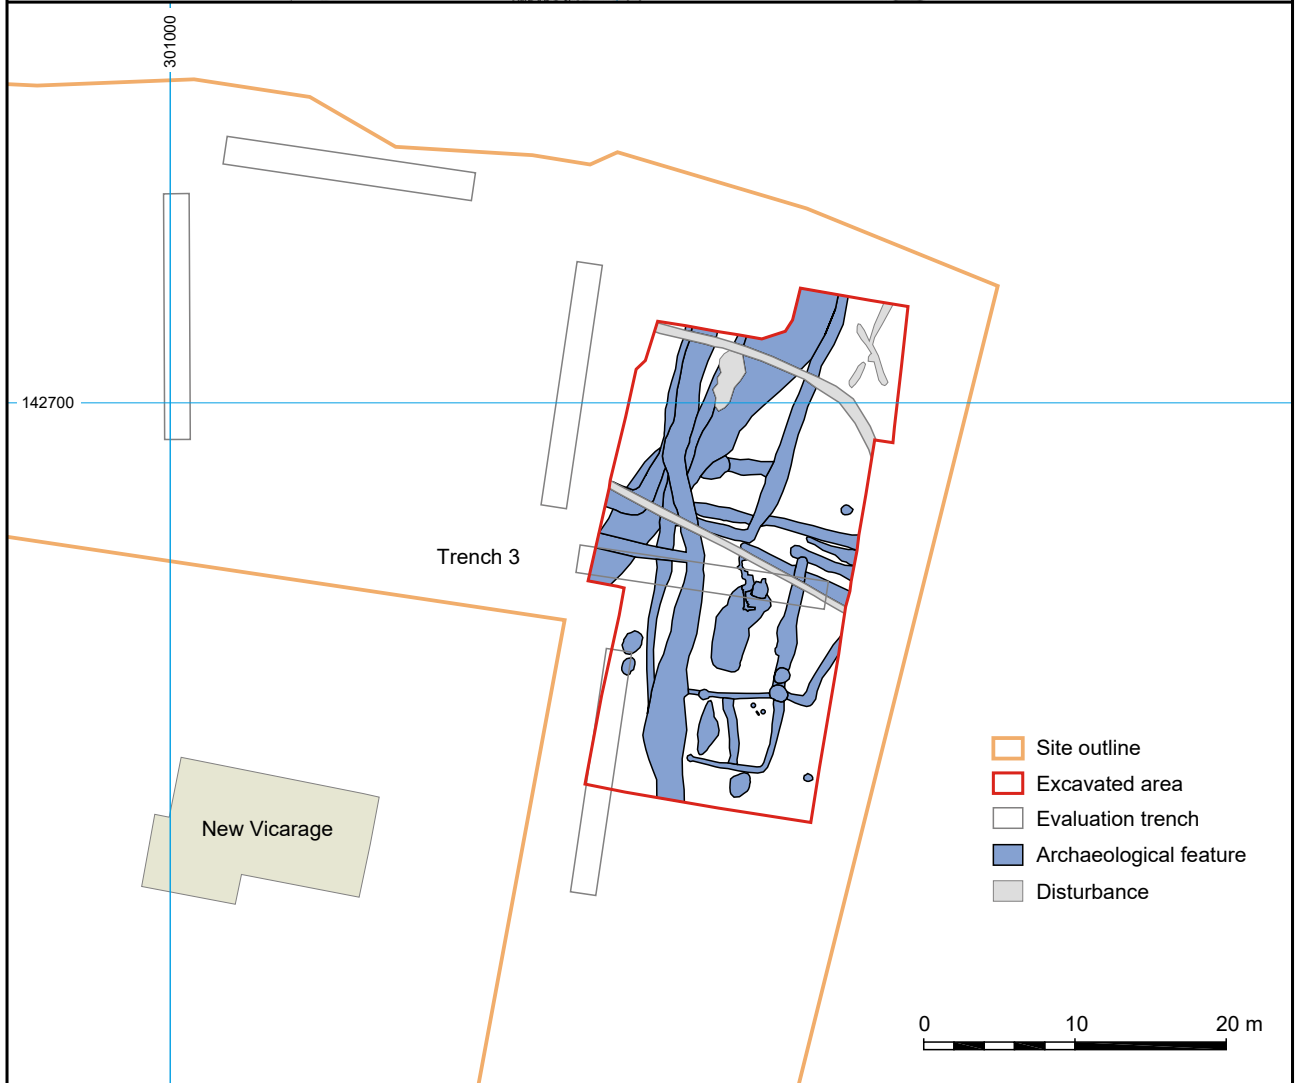 301000
142700
Trench 3
New Vicarage
Site outline
Excavated area
Evaluation trench
Archaeological feature
Disturbance
0 10 20 m